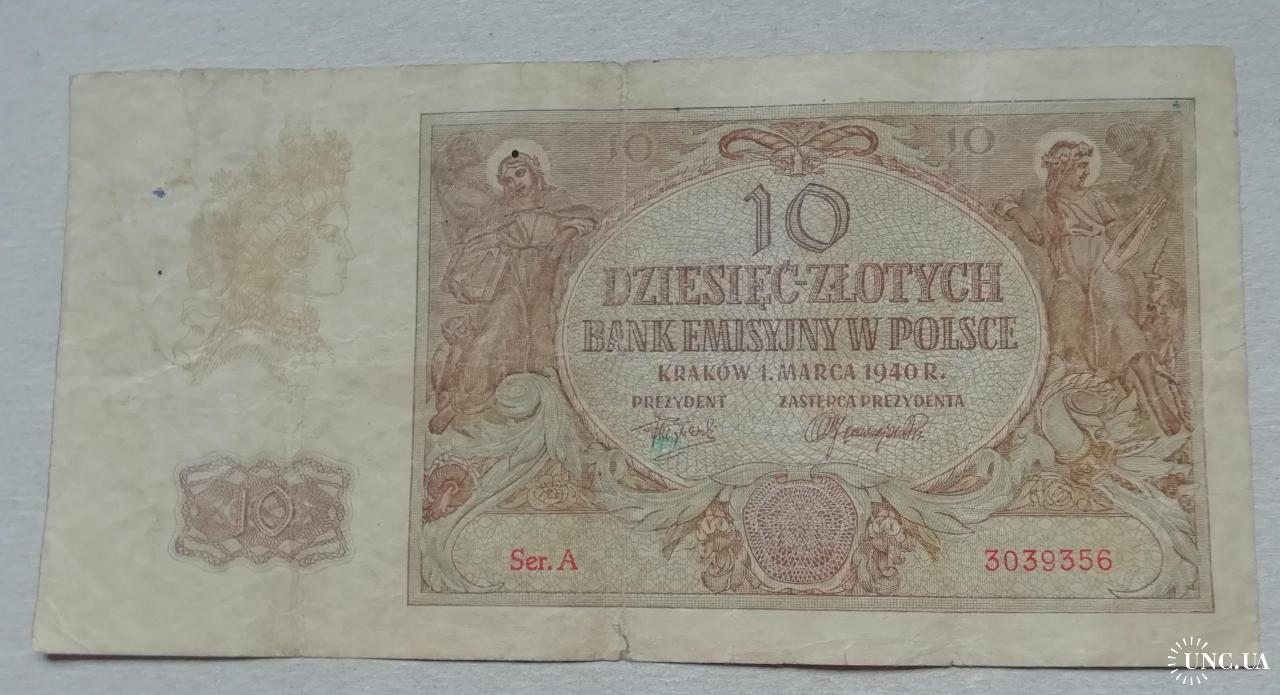 10 10
10
DZIESIĘĆ-ZŁOTYCH
BANK EMISYJNY W POLSCE
KRAKÓW 1. MARCA 1940 R.
PREZYDENT ZASTĘPCA PREZYDENTA
10
Ser. A 3039356
UNC.UA